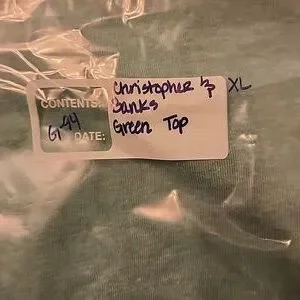 Christopher & XL
CONTENTS: Banks
G44 DATE: Green Top